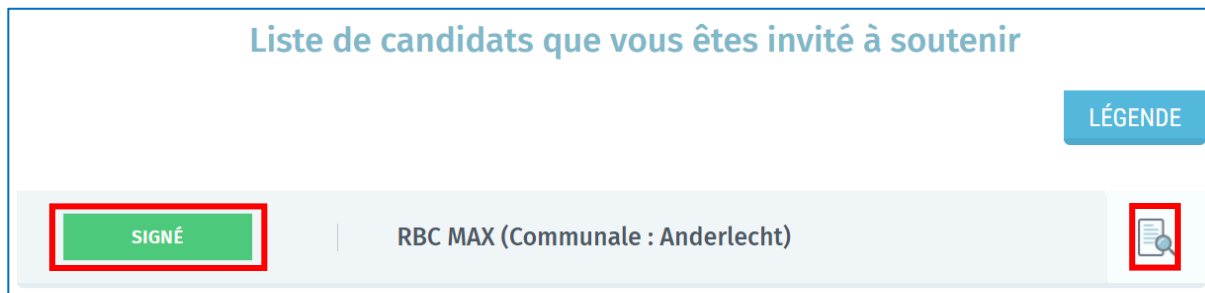 Liste de candidats que vous êtes invité à soutenir
LÉGENDE
SIGNÉ
RBC MAX (Communale : Anderlecht)